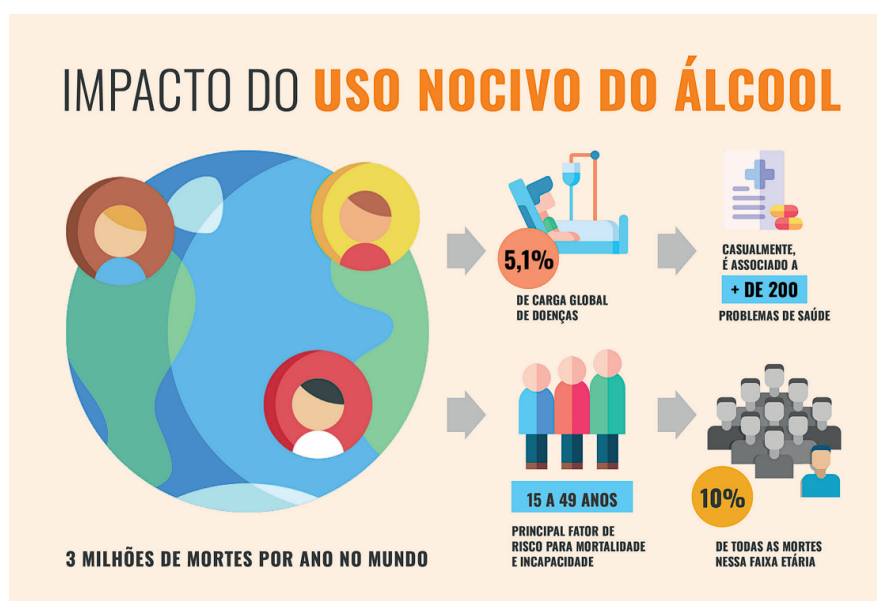 IMPACTO DO USO NOCIVO DO ÁLCOOL
5,1%
DE CARGA GLOBAL
DE DOENÇAS
CASUALMENTE,
É ASSOCIADO A
+ DE 200
PROBLEMAS DE SAÚDE
15 A 49 ANOS
PRINCIPAL FATOR DE
RISCO PARA MORTALIDADE
E INCAPACIDADE
10%
DE TODAS AS MORTES
NESSA FAIXA ETÁRIA
3 MILHÕES DE MORTES POR ANO NO MUNDO